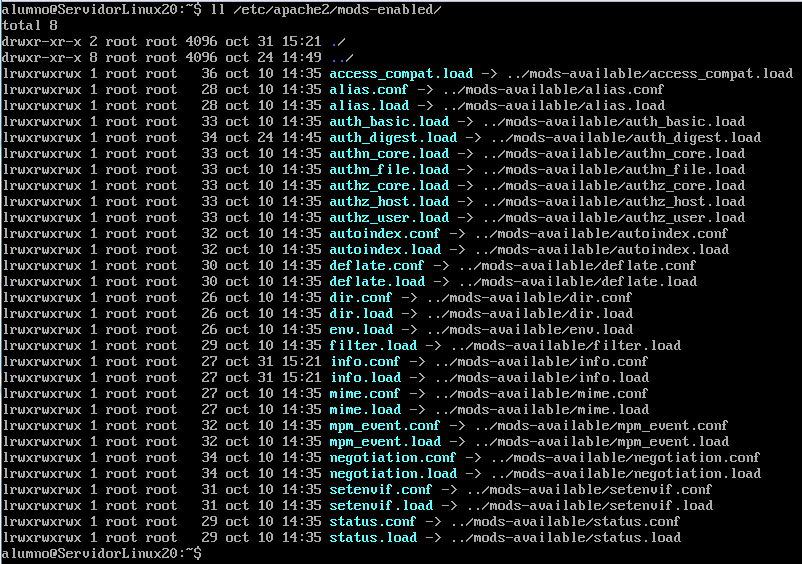 alumno@ServidorLinux20:~$ ll /etc/apache2/mods-enabled/
total 8
drwxr-xr-x 2 root root 4096 oct 31 15:21 ./
drwxr-xr-x 8 root root 4096 oct 24 14:49 ../
lrwxrwxrwx 1 root root   36 oct 10 14:35 access_compat.load -> ../mods-available/access_compat.load
lrwxrwxrwx 1 root root   28 oct 10 14:35 alias.conf -> ../mods-available/alias.conf
lrwxrwxrwx 1 root root   28 oct 10 14:35 alias.load -> ../mods-available/alias.load
lrwxrwxrwx 1 root root   33 oct 10 14:35 auth_basic.load -> ../mods-available/auth_basic.load
lrwxrwxrwx 1 root root   34 oct 24 14:45 auth_digest.load -> ../mods-available/auth_digest.load
lrwxrwxrwx 1 root root   33 oct 10 14:35 authn_core.load -> ../mods-available/authn_core.load
lrwxrwxrwx 1 root root   33 oct 10 14:35 authn_file.load -> ../mods-available/authn_file.load
lrwxrwxrwx 1 root root   33 oct 10 14:35 authz_core.load -> ../mods-available/authz_core.load
lrwxrwxrwx 1 root root   33 oct 10 14:35 authz_host.load -> ../mods-available/authz_host.load
lrwxrwxrwx 1 root root   33 oct 10 14:35 authz_user.load -> ../mods-available/authz_user.load
lrwxrwxrwx 1 root root   32 oct 10 14:35 autoindex.conf -> ../mods-available/autoindex.conf
lrwxrwxrwx 1 root root   32 oct 10 14:35 autoindex.load -> ../mods-available/autoindex.load
lrwxrwxrwx 1 root root   30 oct 10 14:35 deflate.conf -> ../mods-available/deflate.conf
lrwxrwxrwx 1 root root   30 oct 10 14:35 deflate.load -> ../mods-available/deflate.load
lrwxrwxrwx 1 root root   26 oct 10 14:35 dir.conf -> ../mods-available/dir.conf
lrwxrwxrwx 1 root root   26 oct 10 14:35 dir.load -> ../mods-available/dir.load
lrwxrwxrwx 1 root root   26 oct 10 14:35 env.load -> ../mods-available/env.load
lrwxrwxrwx 1 root root   29 oct 10 14:35 filter.load -> ../mods-available/filter.load
lrwxrwxrwx 1 root root   27 oct 31 15:21 info.conf -> ../mods-available/info.conf
lrwxrwxrwx 1 root root   27 oct 31 15:21 info.load -> ../mods-available/info.load
lrwxrwxrwx 1 root root   27 oct 10 14:35 mime.conf -> ../mods-available/mime.conf
lrwxrwxrwx 1 root root   27 oct 10 14:35 mime.load -> ../mods-available/mime.load
lrwxrwxrwx 1 root root   32 oct 10 14:35 mpm_event.conf -> ../mods-available/mpm_event.conf
lrwxrwxrwx 1 root root   32 oct 10 14:35 mpm_event.load -> ../mods-available/mpm_event.load
lrwxrwxrwx 1 root root   34 oct 10 14:35 negotiation.conf -> ../mods-available/negotiation.conf
lrwxrwxrwx 1 root root   34 oct 10 14:35 negotiation.load -> ../mods-available/negotiation.load
lrwxrwxrwx 1 root root   31 oct 10 14:35 setenvif.conf -> ../mods-available/setenvif.conf
lrwxrwxrwx 1 root root   31 oct 10 14:35 setenvif.load -> ../mods-available/setenvif.load
lrwxrwxrwx 1 root root   29 oct 10 14:35 status.conf -> ../mods-available/status.conf
lrwxrwxrwx 1 root root   29 oct 10 14:35 status.load -> ../mods-available/status.load
alumno@ServidorLinux20:~$